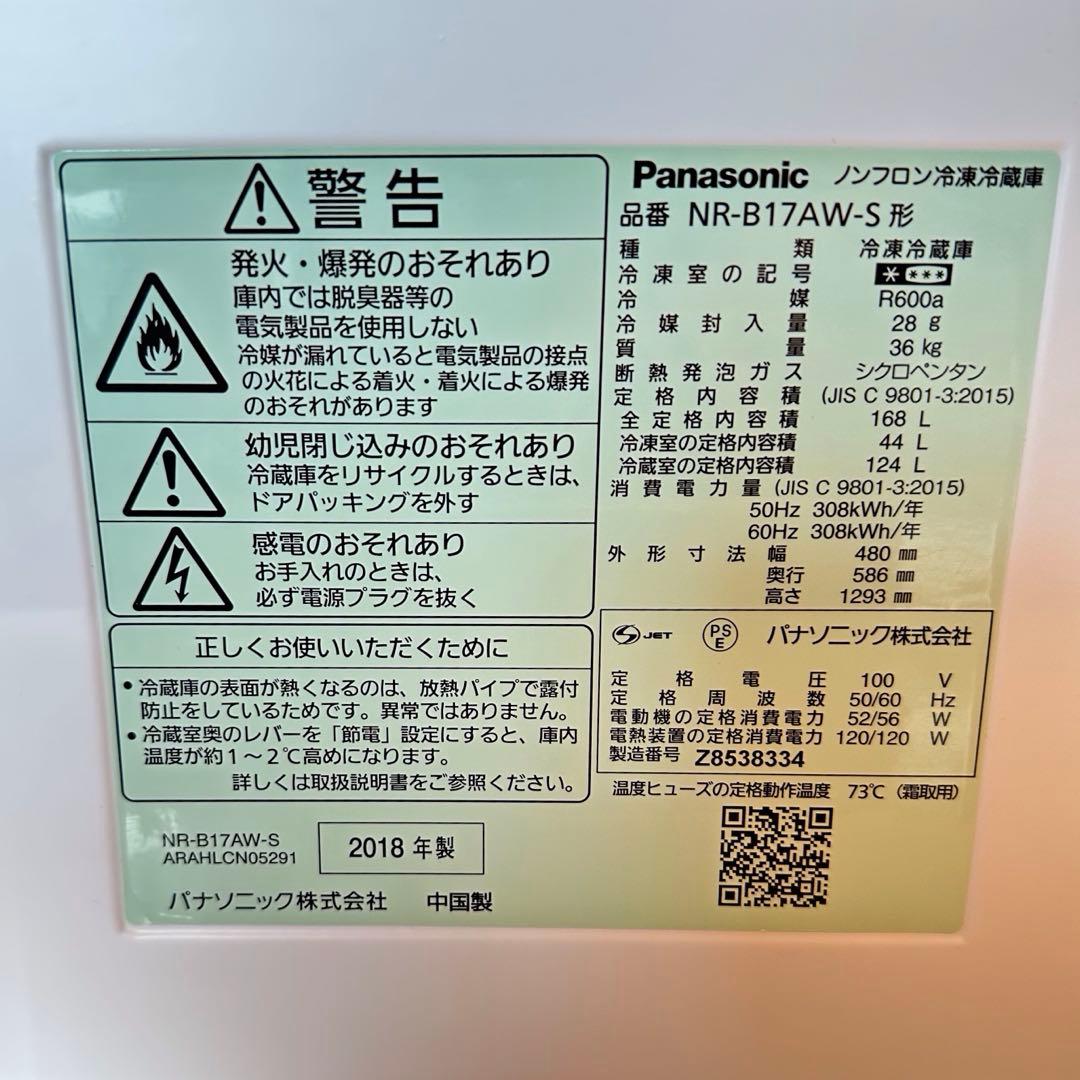 警告
発火・爆発のおそれあり
庫内では脱臭器等の
電気製品を使用しない
冷媒が漏れていると電気製品の接点
の火花による着火・着火による爆発
のおそれがあります
幼児閉じ込みのおそれあり
冷蔵庫をリサイクルするときは、
ドアパッキングを外す
感電のおそれあり
お手入れのときは、
必ず電源プラグを抜く
正しくお使いいただくために
•冷蔵庫の表面が熱くなるのは、放熱パイプで露付
防止をしているためです。異常ではありません。
•冷蔵室奥のレバーを「節電」設定にすると、庫内
温度が約1～2℃高めになります。
詳しくは取扱説明書をご参照ください。
NR-B17AW-S
ARAHLCN05291
2018 年製
パナソニック株式会社 中国製
Panasonic ノンフロン冷凍冷蔵庫
品番 NR-B17AW-S 形
種類 冷凍冷蔵庫
冷凍室の記号 * ***
冷媒 R600a
冷媒封入量 28 g
質量 36 kg
断熱発泡ガス シクロペンタン
定格内容積 (JIS C 9801-3:2015)
全定格内容積 168 L
冷凍室の定格内容積 44 L
冷蔵室の定格内容積 124 L
消費電力量 (JIS C 9801-3:2015)
50Hz 308kWh/年
60Hz 308kWh/年
外形寸法幅 480 mm
奥行 586 mm
高さ 1293 mm
JET PSE パナソニック株式会社
定格電圧 100 V
定格周波数 50/60 Hz
電動機の定格消費電力 52/56 W
電熱装置の定格消費電力 120/120 W
製造番号 Z8538334
温度ヒューズの定格動作温度 73℃ (霜取用)